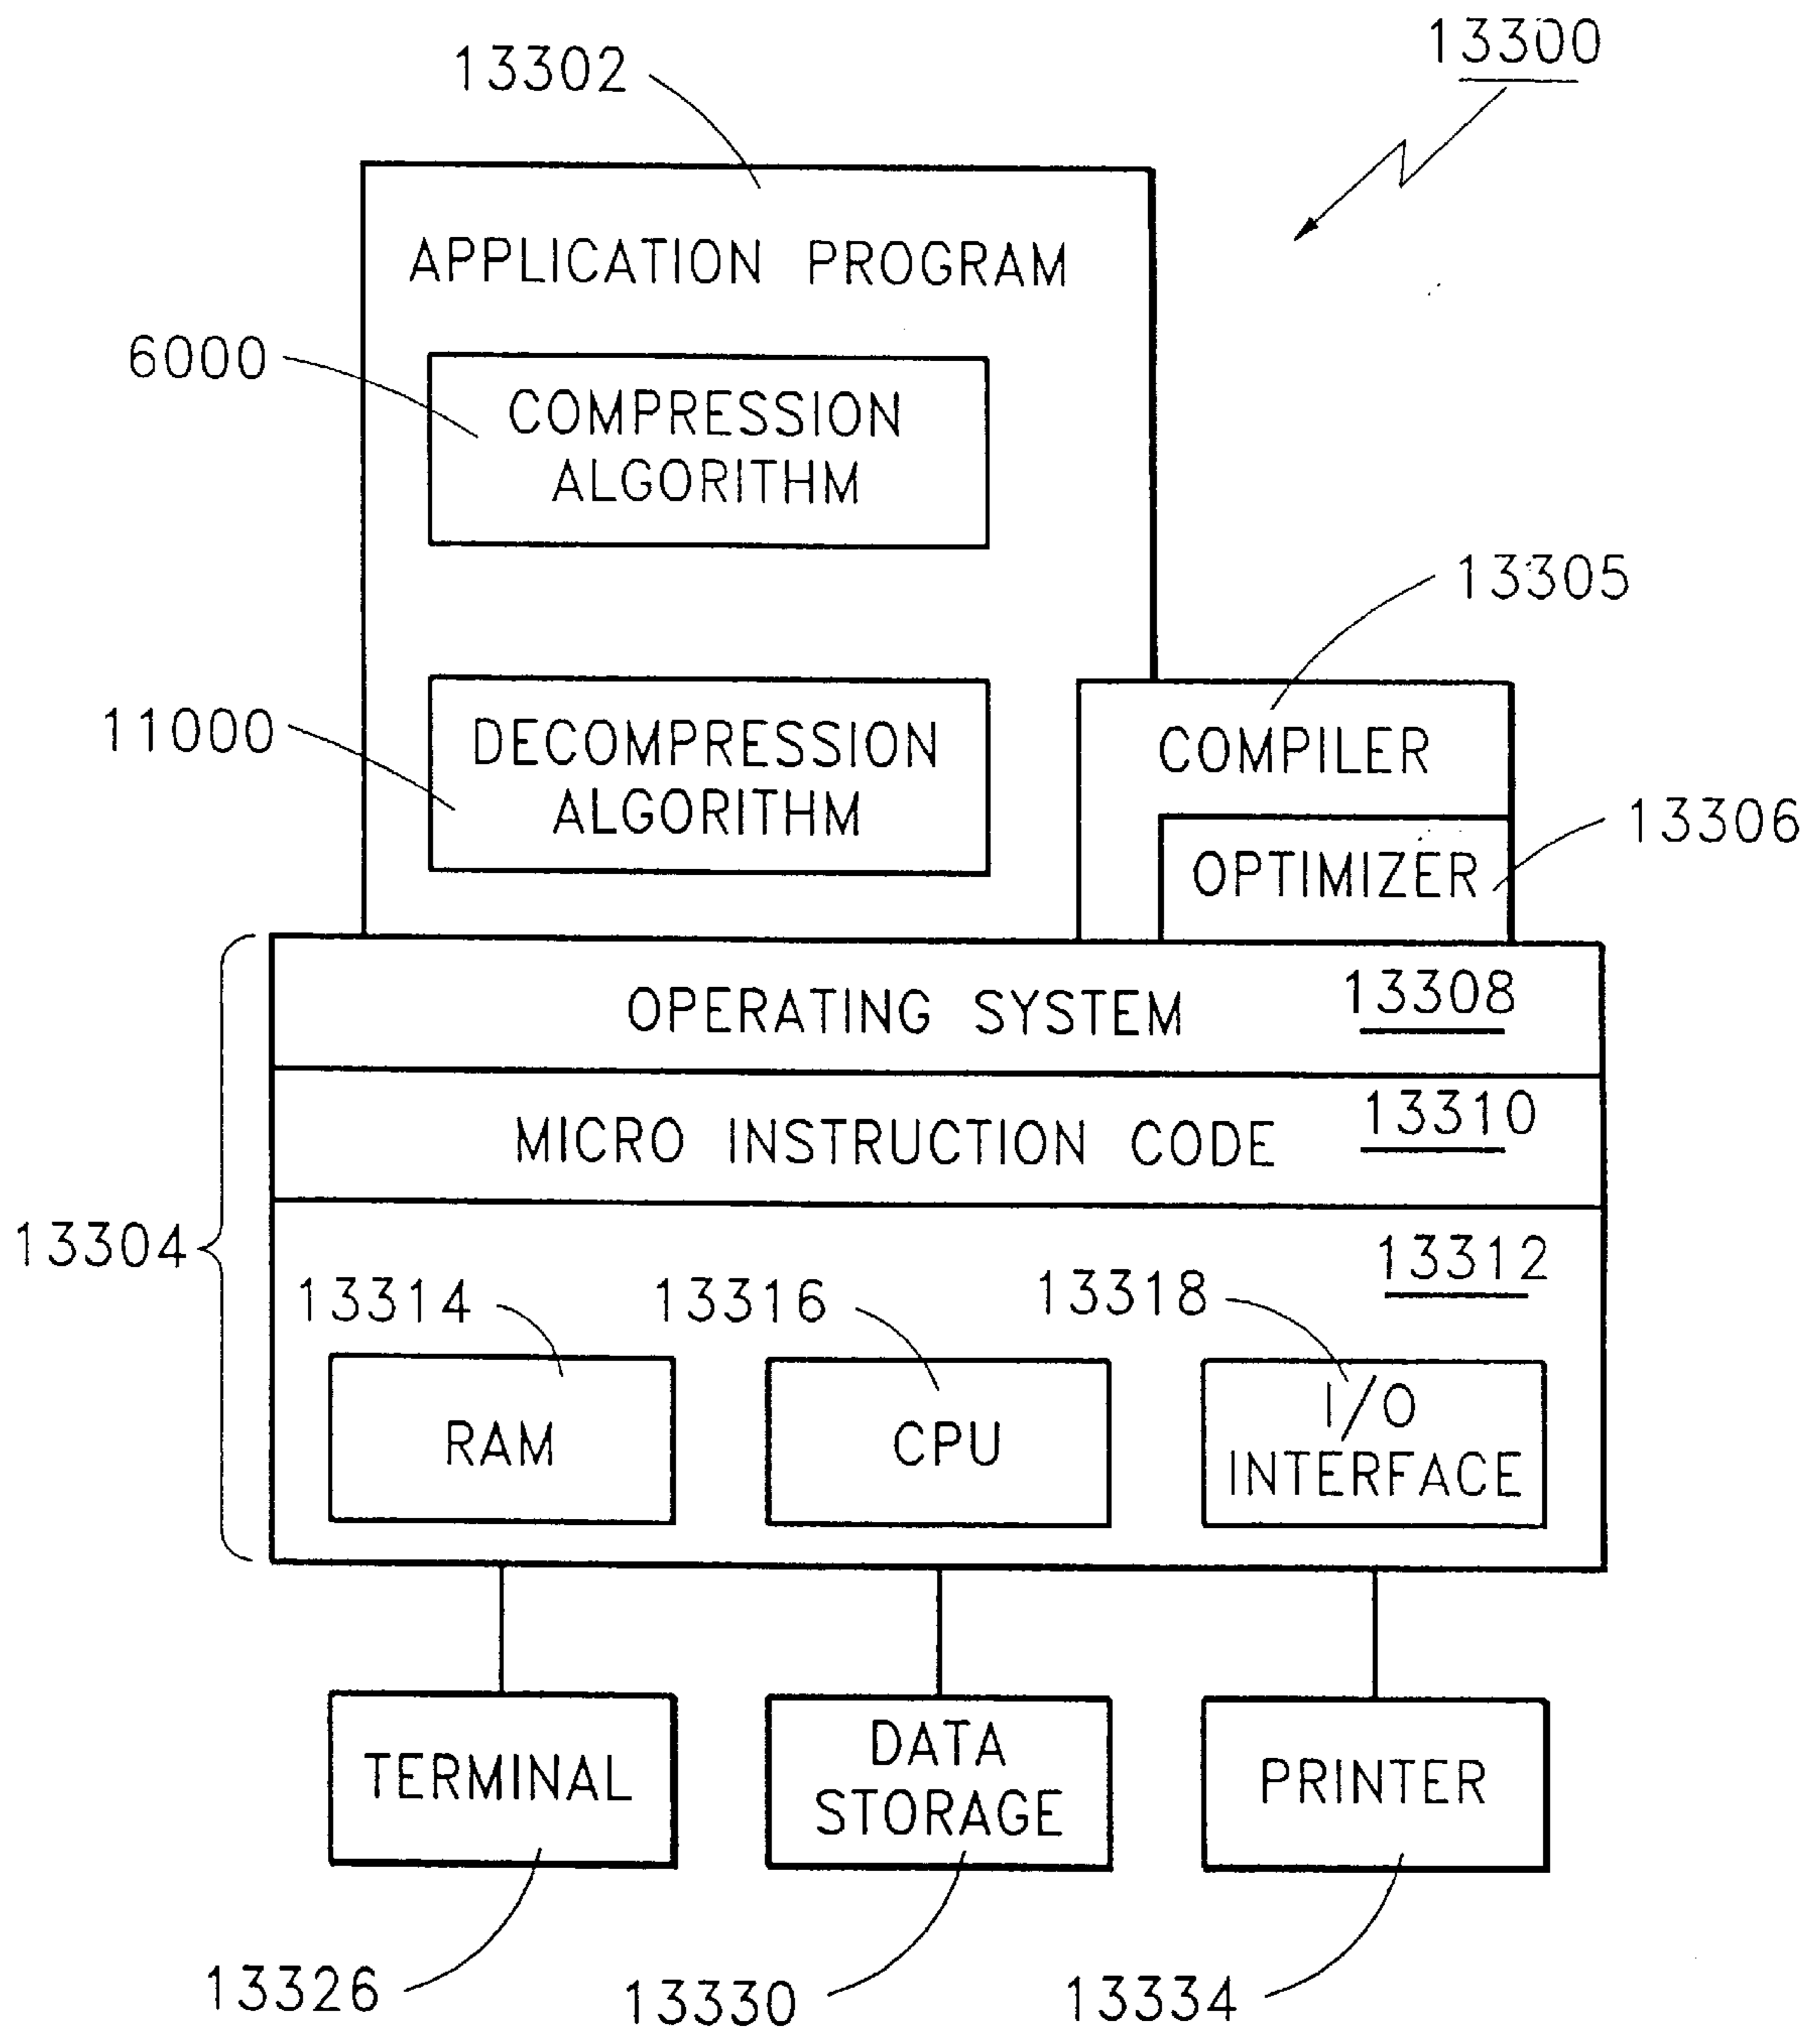 13300
13302
APPLICATION PROGRAM
6000
COMPRESSION
ALGORITHM
13305
11000
DECOMPRESSION
ALGORITHM
COMPILER
13306
OPTIMIZER
OPERATING SYSTEM 13308
MICRO INSTRUCTION CODE 13310
13304
13312
13314 13316 13318
RAM
CPU
I/O
INTERFACE
TERMINAL
DATA
STORAGE
PRINTER
13326 13330 13334